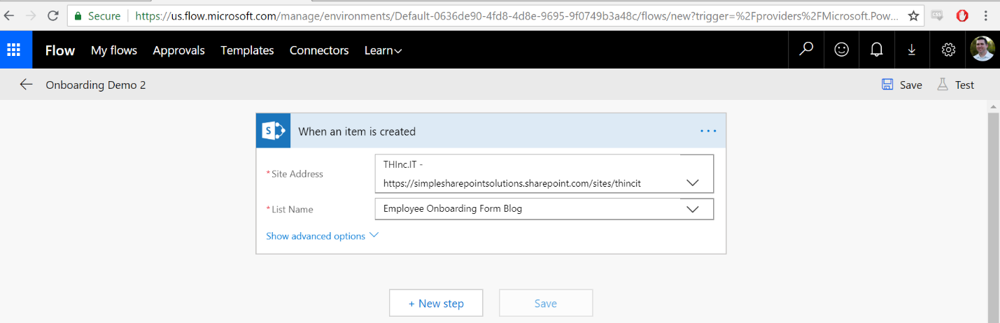 Secure https://us.flow.microsoft.com/manage/environments/Default-0636de90-4fd8-4d8e-9695-9f0749b3a48c/flows/new?trigger=%2Fproviders%2FMicrosoft.Pow...
CSS
Flow My flows Approvals Templates Connectors Learn
Onboarding Demo 2 Save Test
S When an item is created ...
* Site Address THInc.IT -
https://simplesharepointsolutions.sharepoint.com/sites/thincit
* List Name Employee Onboarding Form Blog
Show advanced options
+ New step Save